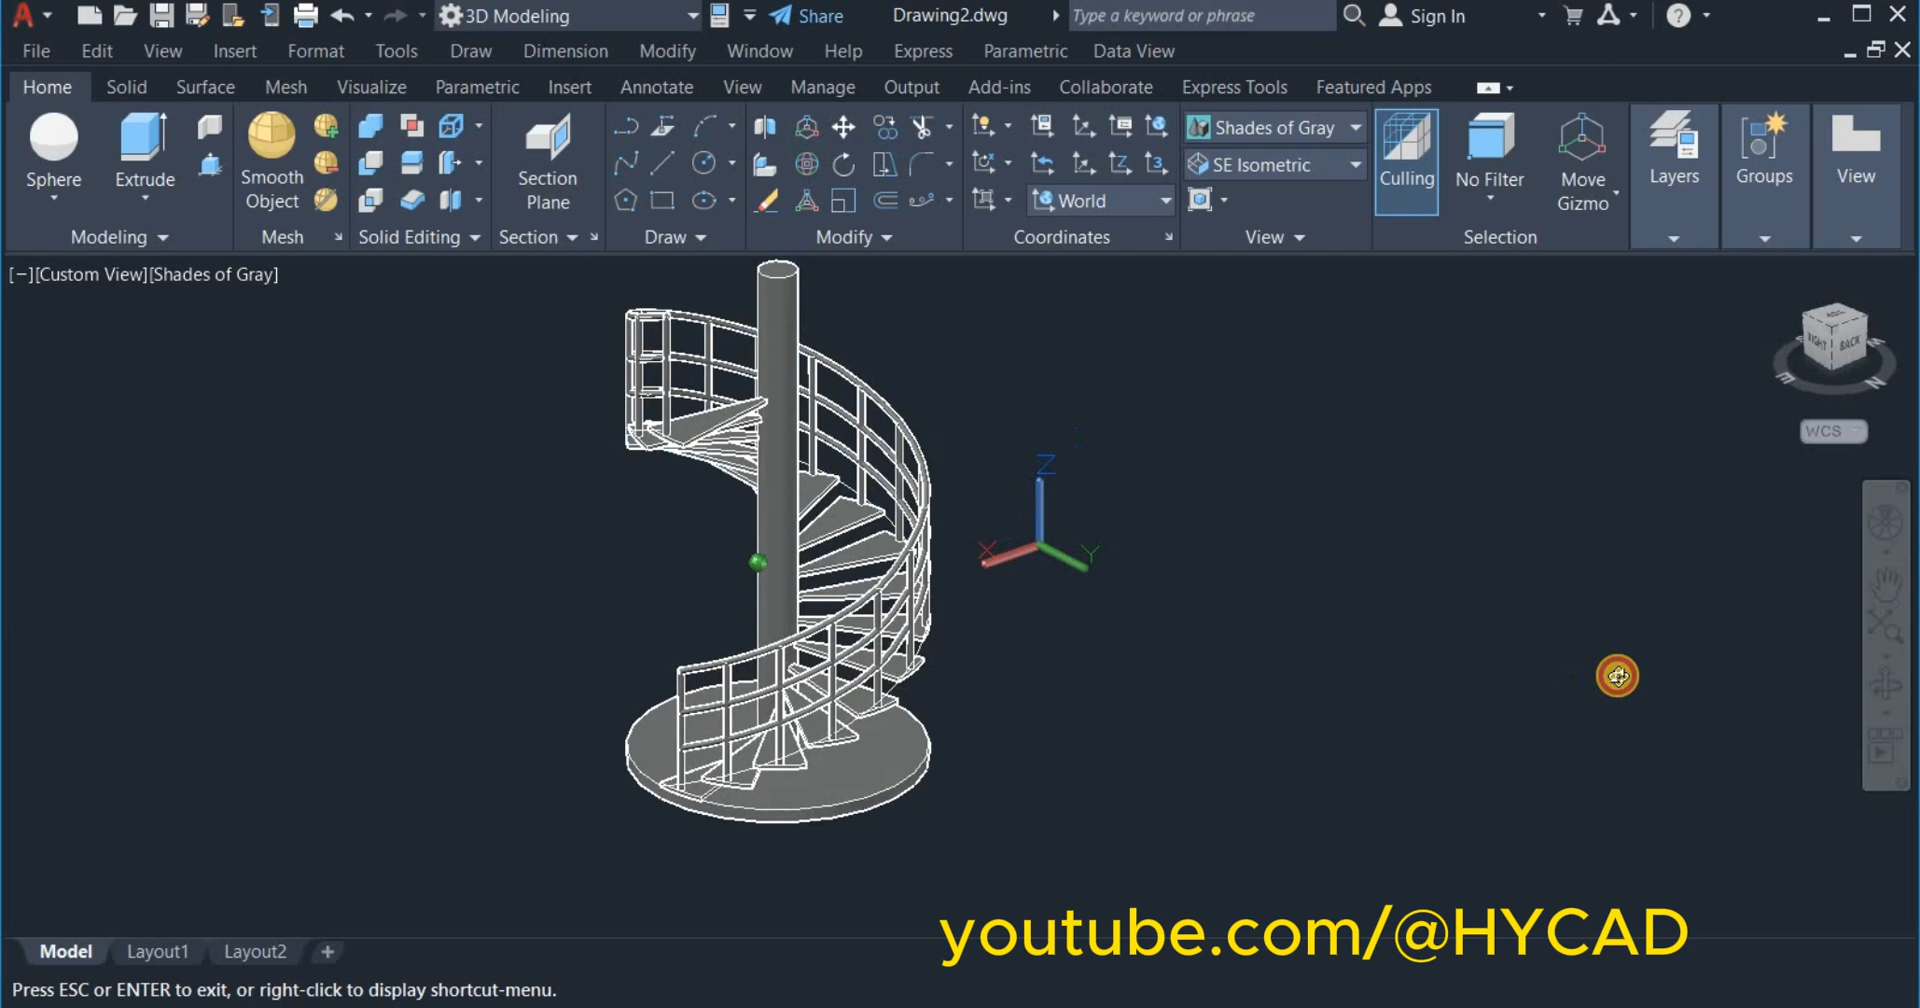 3D Modeling Share Drawing2.dwg Type a keyword or phrase Sign In
File Edit View Insert Format Tools Draw Dimension Modify Window Help Express Parametric Data View
Home Solid Surface Mesh Visualize Parametric Insert Annotate View Manage Output Add-ins Collaborate Express Tools Featured Apps
Shades of Gray
SE Isometric
Sphere Extrude Smooth Object Section Plane Culling No Filter Move Gizmo Layers Groups View
World
Modeling Mesh Solid Editing Section Draw Modify Coordinates View Selection
[−][Custom View][Shades of Gray]
RIGHT BACK
E N
WCS
Z
X Y
youtube.com/@HYCAD
Model Layout1 Layout2 +
Press ESC or ENTER to exit, or right-click to display shortcut-menu.